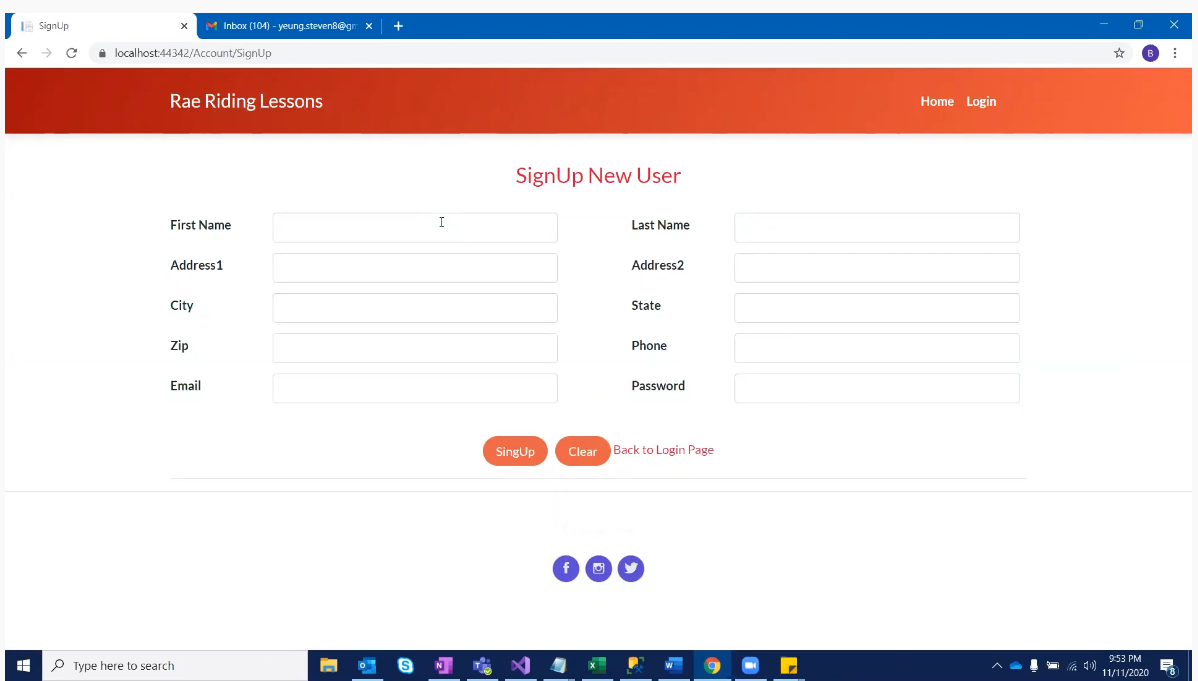 SignUp
Inbox (104) - yeung.steven8@gm
localhost:44342/Account/SignUp
B
Rae Riding Lessons
Home Login
SignUp New User
First Name Last Name
Address1 Address2
City State
Zip Phone
Email Password
SingUp Clear Back to Login Page
Type here to search
9:53 PM
11/11/2020
8